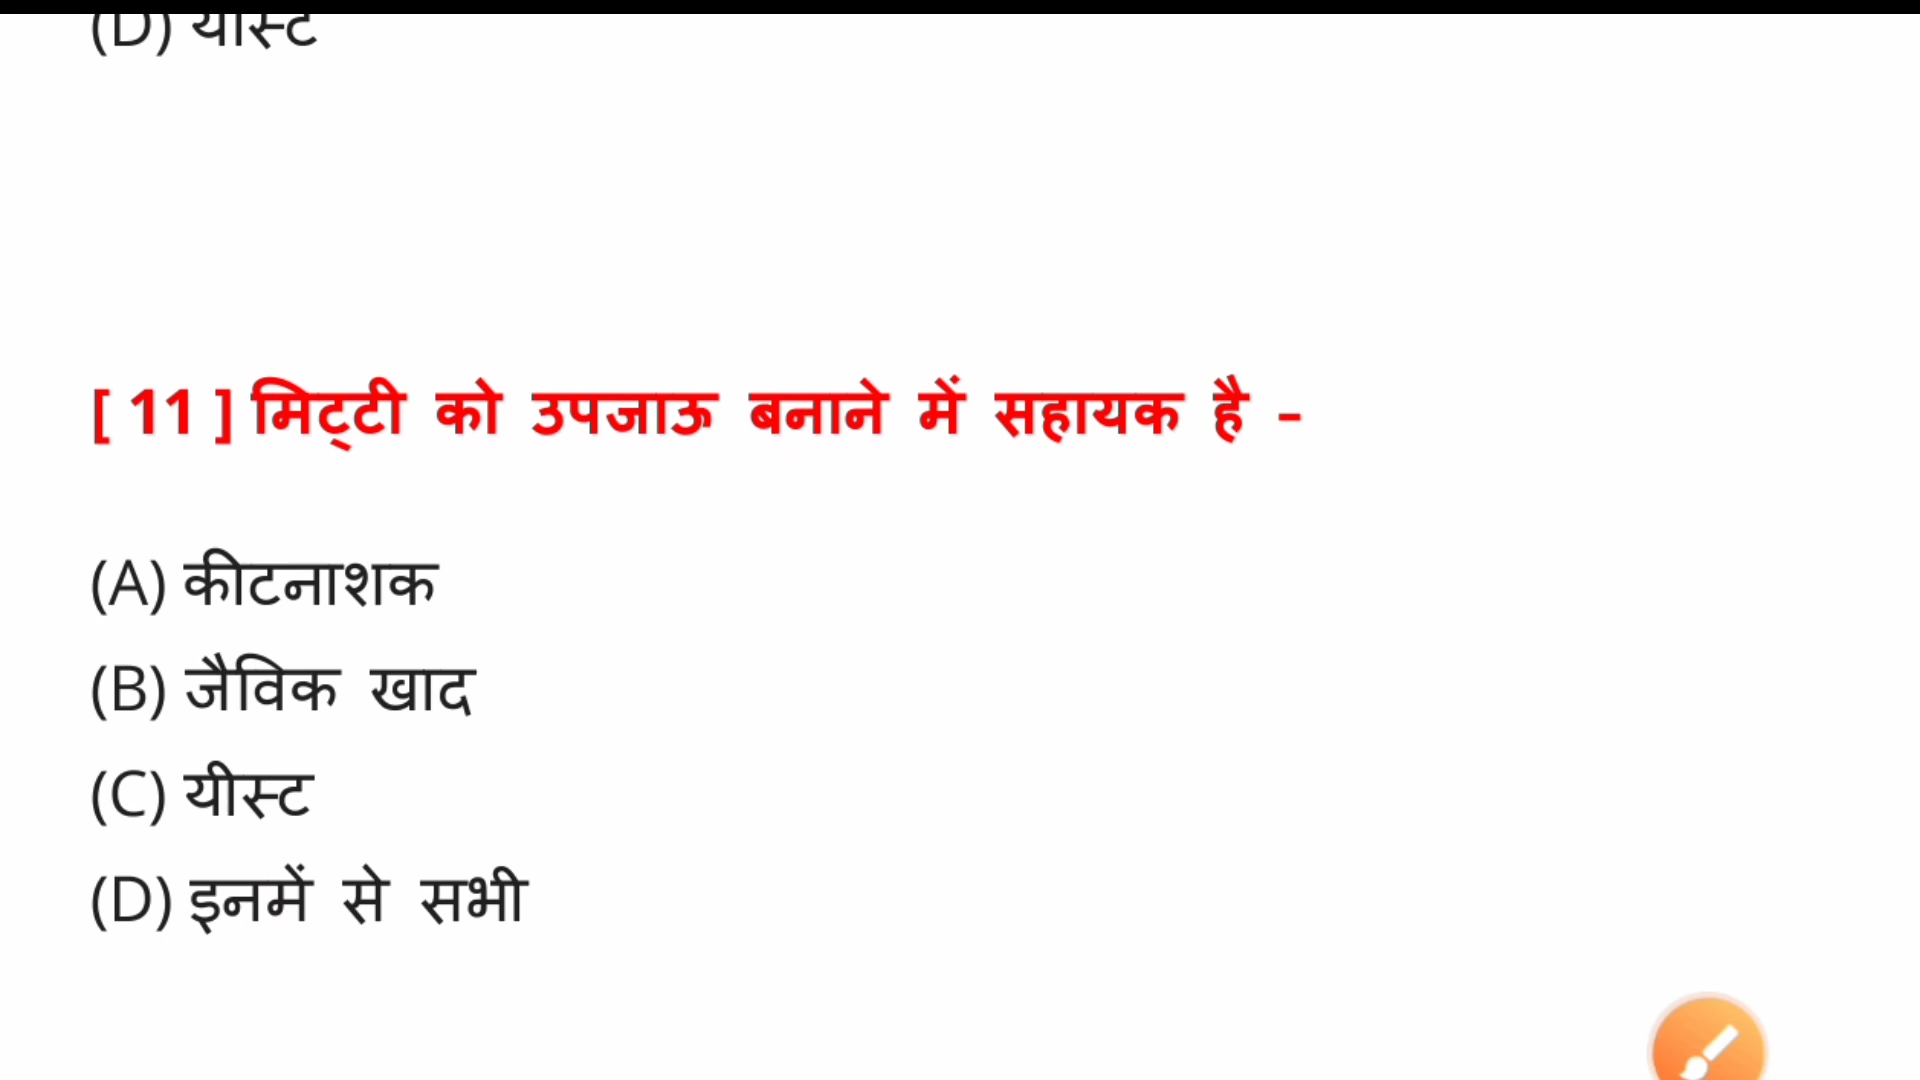 (D) यीस्ट
[ 11 ] मिट्टी को उपजाऊ बनाने में सहायक है –
(A) कीटनाशक
(B) जैविक खाद
(C) यीस्ट
(D) इनमें से सभी